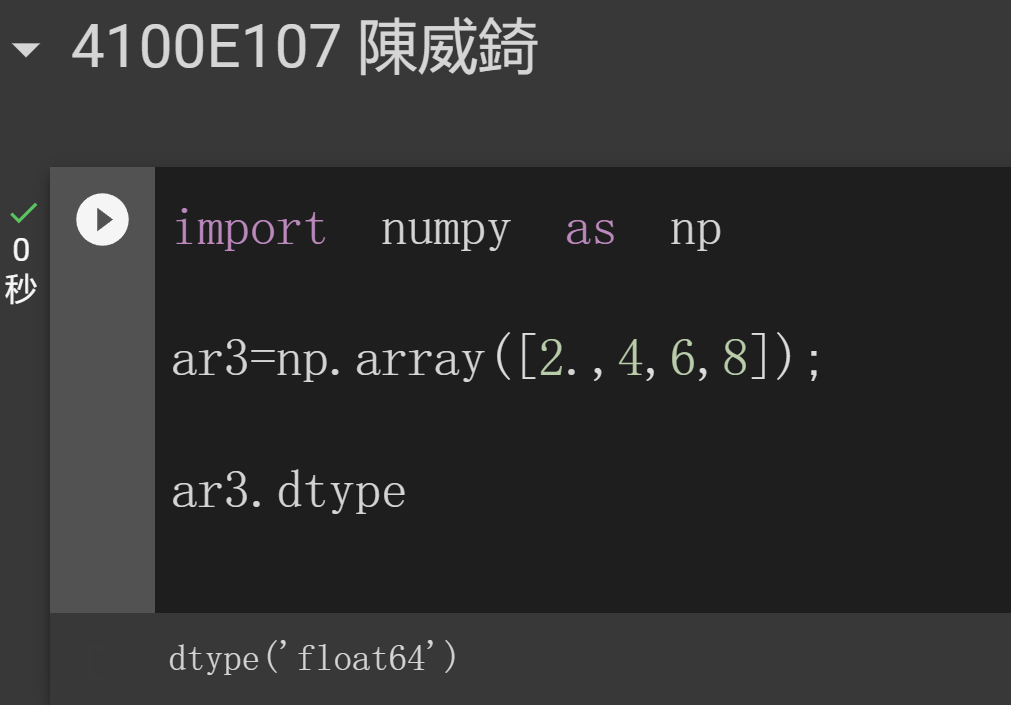 4100E107 陳威錡
0
秒
import numpy as np
ar3=np.array([2.,4,6,8]);
ar3.dtype
dtype('float64')